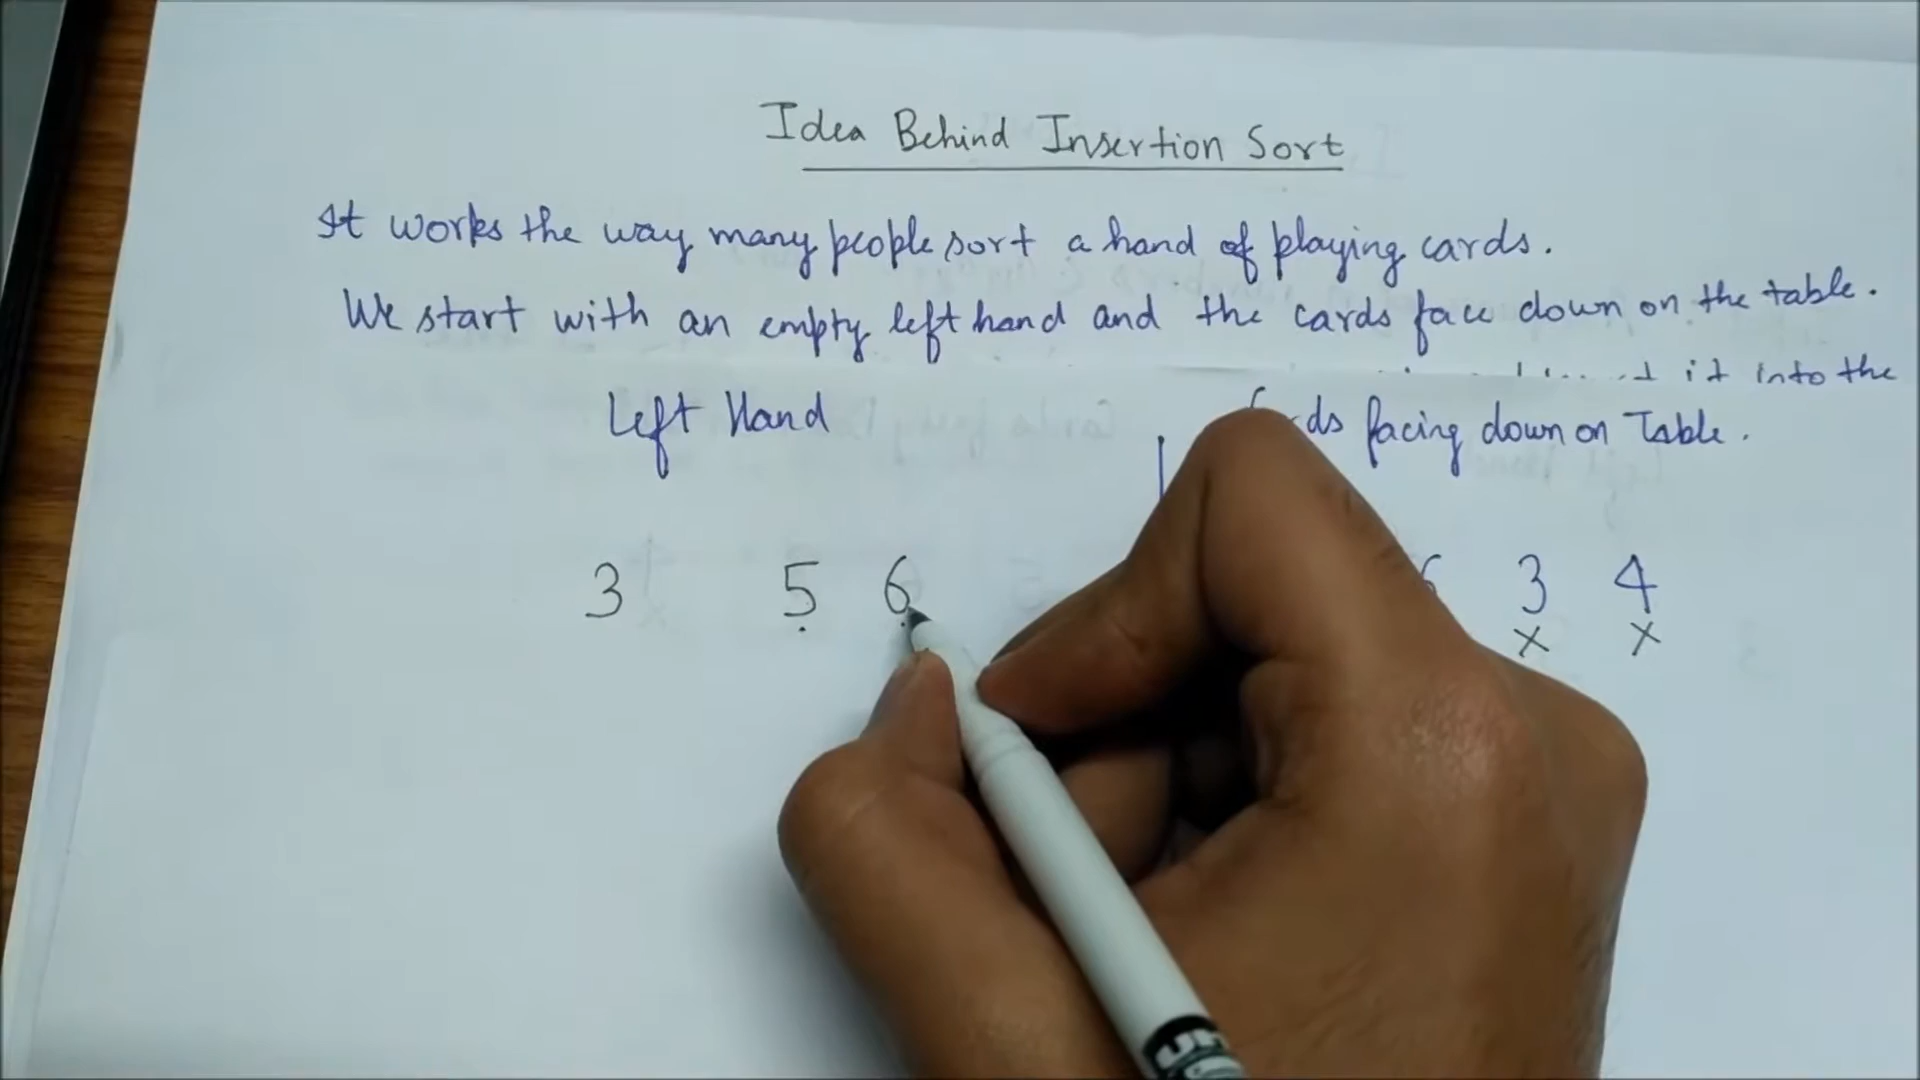 Idea Behind Insertion Sort
It works the way many people sort a hand of playing cards.
We start with an empty left hand and the cards face down on the table.
it into the
Left Hand
facing down on Table.
3 5 6
3 4
x x